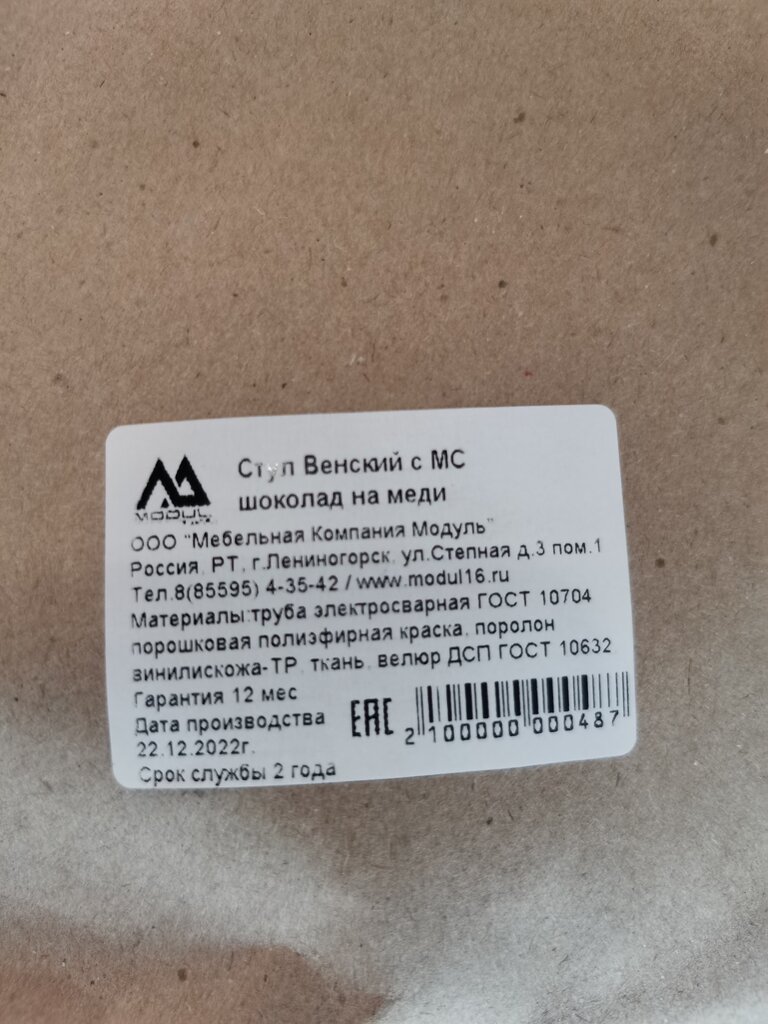 Стул Венский с МС
шоколад на меди
MODUL
ООО "Мебельная Компания Модуль"
Россия, РТ, г.Лениногорск, ул.Степная д.3 пом.1
Тел.8(85595) 4-35-42 / www.modul16.ru
Материалы:труба электросварная ГОСТ 10704
порошковая полиэфирная краска, поролон
винилискожа-ТР, ткань, велюр ДСП ГОСТ 10632
Гарантия 12 мес
Дата производства
22.12.2022г.
Срок службы 2 года
EAC
2 100000 000487